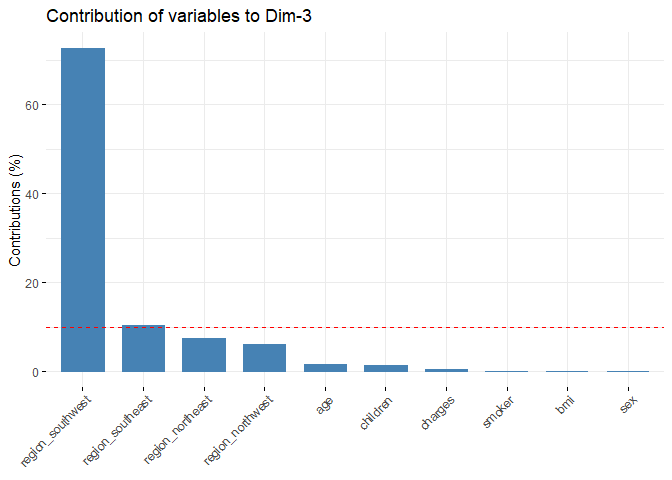 Contribution of variables to Dim-3
Contributions (%)
60
40
20
0
region_southwest
region_southeast
region_northeast
region_northwest
age
children
charges
smoker
bmi
sex